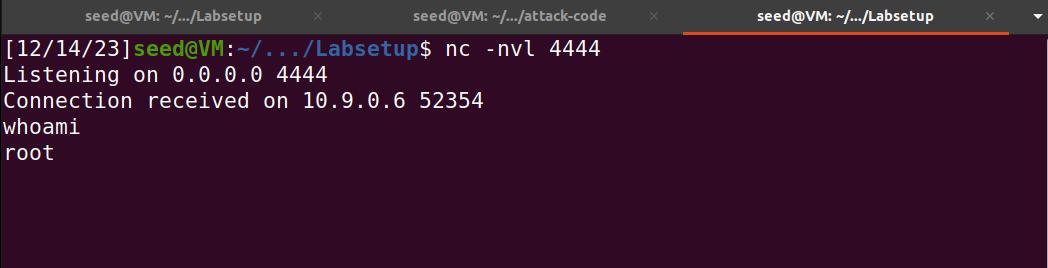 seed@VM: ~/.../Labsetup × seed@VM: ~/.../attack-code × seed@VM: ~/.../Labsetup ×
[12/14/23]seed@VM:~/.../Labsetup$ nc -nvl 4444
Listening on 0.0.0.0 4444
Connection received on 10.9.0.6 52354
whoami
root